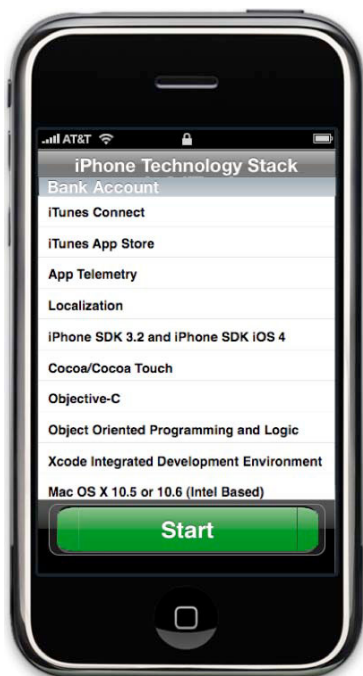 AT&T
iPhone Technology Stack
Bank Account
iTunes Connect
iTunes App Store
App Telemetry
Localization
iPhone SDK 3.2 and iPhone SDK iOS 4
Cocoa/Cocoa Touch
Objective-C
Object Oriented Programming and Logic
Xcode Integrated Development Environment
Mac OS X 10.5 or 10.6 (Intel Based)
Start